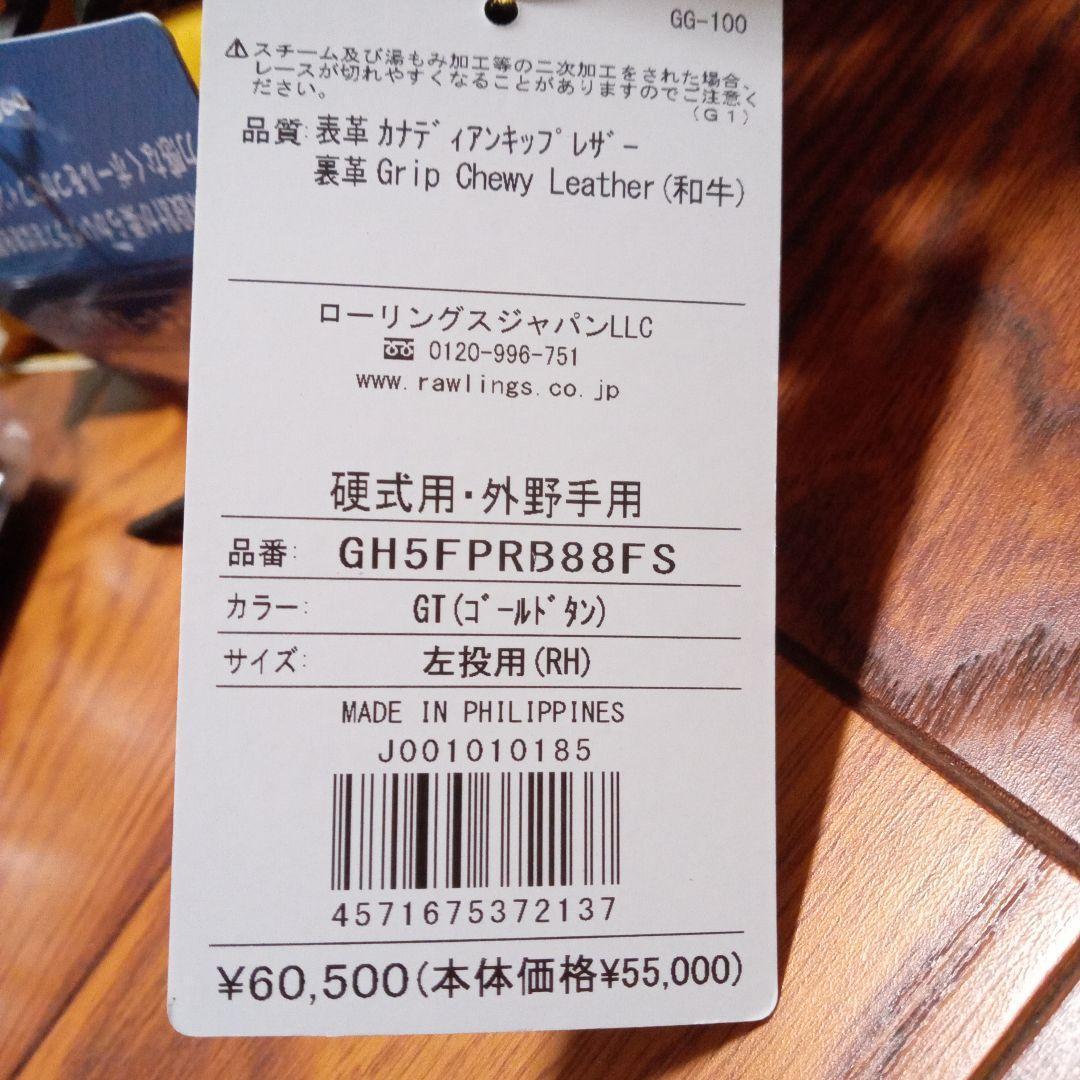 GG-100
⚠スチーム及び湯もみ加工等の二次加工をされた場合、
レースが切れやすくなることがありますのでご注意く
ださい。
(G1)
品質:表革 カナディアンキップレザー
裏革 Grip Chewy Leather(和牛)
ローリングスジャパンLLC
0120-996-751
www.rawlings.co.jp
硬式用・外野手用
品番: GH5FPRB88FS
カラー: GT(ゴールドタン)
サイズ: 左投用(RH)
MADE IN PHILIPPINES
J001010185
4571675372137
¥60,500(本体価格¥55,000)